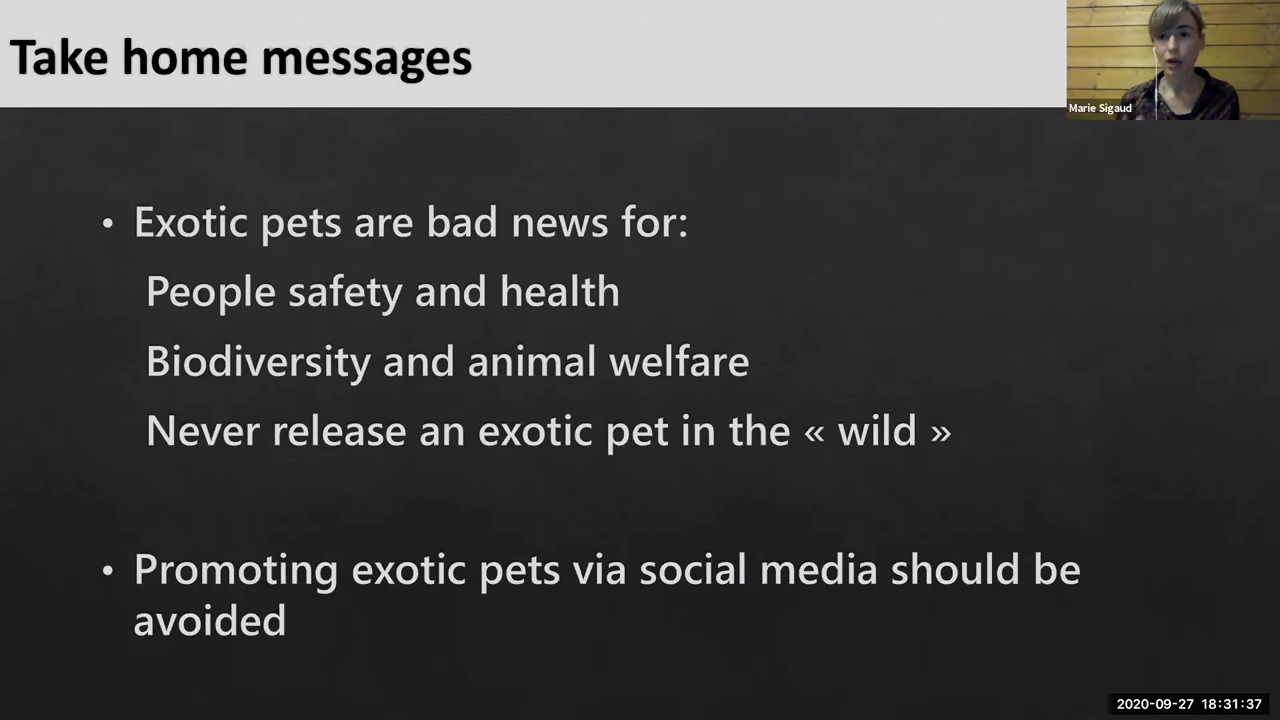 Take home messages
Marie Sigaud
• Exotic pets are bad news for:
People safety and health
Biodiversity and animal welfare
Never release an exotic pet in the « wild »
• Promoting exotic pets via social media should be
avoided
2020-09-27 18:31:37